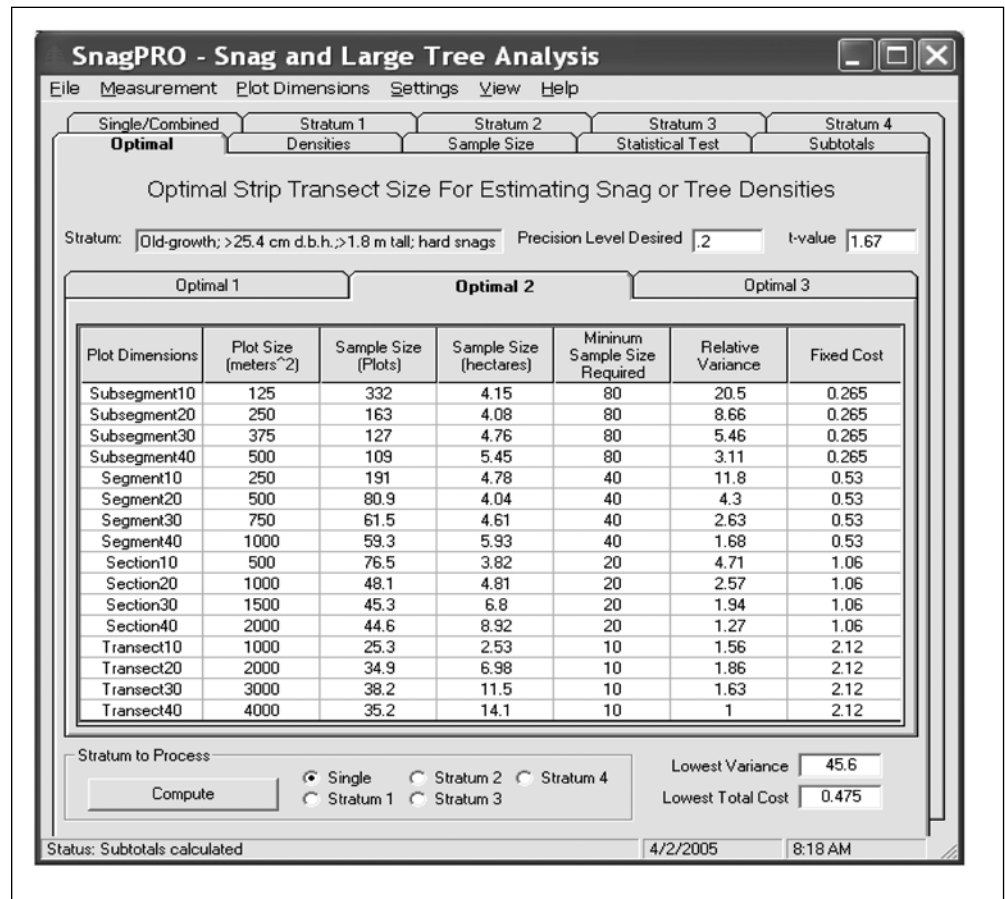 SnagPRO - Snag and Large Tree Analysis
File Measurement Plot Dimensions Settings View Help
Single/Combined Stratum 1 Stratum 2 Stratum 3 Stratum 4
Optimal Densities Sample Size Statistical Test Subtotals
Optimal Strip Transect Size For Estimating Snag or Tree Densities
Stratum: Old-growth; >25.4 cm d.b.h.;>1.8 m tall; hard snags Precision Level Desired .2 t-value 1.67
Optimal 1 Optimal 2 Optimal 3
Plot Dimensions Plot Size (meters^2) Sample Size (Plots) Sample Size (hectares) Mininum Sample Size Required Relative Variance Fixed Cost
Subsegment10 125 332 4.15 80 20.5 0.265
Subsegment20 250 163 4.08 80 8.66 0.265
Subsegment30 375 127 4.76 80 5.46 0.265
Subsegment40 500 109 5.45 80 3.11 0.265
Segment10 250 191 4.78 40 11.8 0.53
Segment20 500 80.9 4.04 40 4.3 0.53
Segment30 750 61.5 4.61 40 2.63 0.53
Segment40 1000 59.3 5.93 40 1.68 0.53
Section10 500 76.5 3.82 20 4.71 1.06
Section20 1000 48.1 4.81 20 2.57 1.06
Section30 1500 45.3 6.8 20 1.94 1.06
Section40 2000 44.6 8.92 20 1.27 1.06
Transect10 1000 25.3 2.53 10 1.56 2.12
Transect20 2000 34.9 6.98 10 1.86 2.12
Transect30 3000 38.2 11.5 10 1.63 2.12
Transect40 4000 35.2 14.1 10 1 2.12
Stratum to Process
Compute
Single Stratum 2 Stratum 4
Stratum 1 Stratum 3
Lowest Variance 45.6
Lowest Total Cost 0.475
Status: Subtotals calculated 4/2/2005 8:18 AM